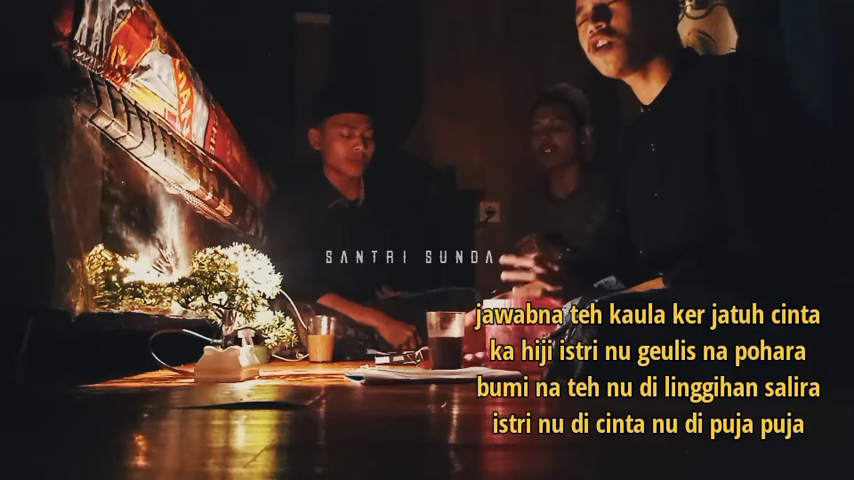 SANTRI SUNDA
jawabna teh kaula ker jatuh cinta
ka hiji istri nu geulis na pohara
bumi na teh nu di linggihan salira
istri nu di cinta nu di puja puja